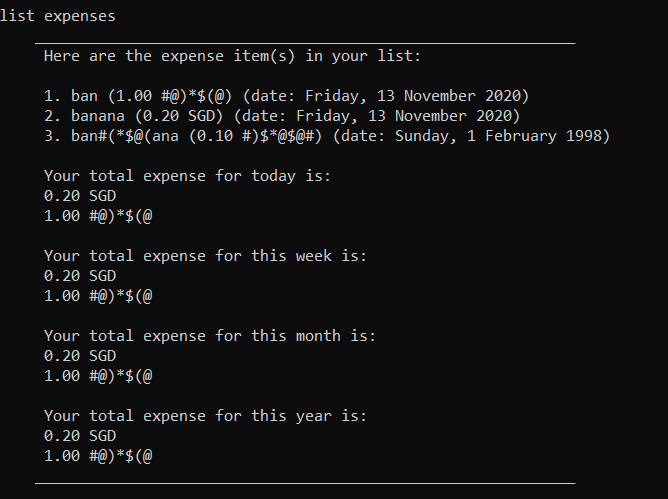 list expenses
Here are the expense item(s) in your list:
1. ban (1.00 #@)*$(@) (date: Friday, 13 November 2020)
2. banana (0.20 SGD) (date: Friday, 13 November 2020)
3. ban#(*$@(ana (0.10 #)$*@$@#) (date: Sunday, 1 February 1998)
Your total expense for today is:
0.20 SGD
1.00 #@)*$(@
Your total expense for this week is:
0.20 SGD
1.00 #@)*$(@
Your total expense for this month is:
0.20 SGD
1.00 #@)*$(@
Your total expense for this year is:
0.20 SGD
1.00 #@)*$(@